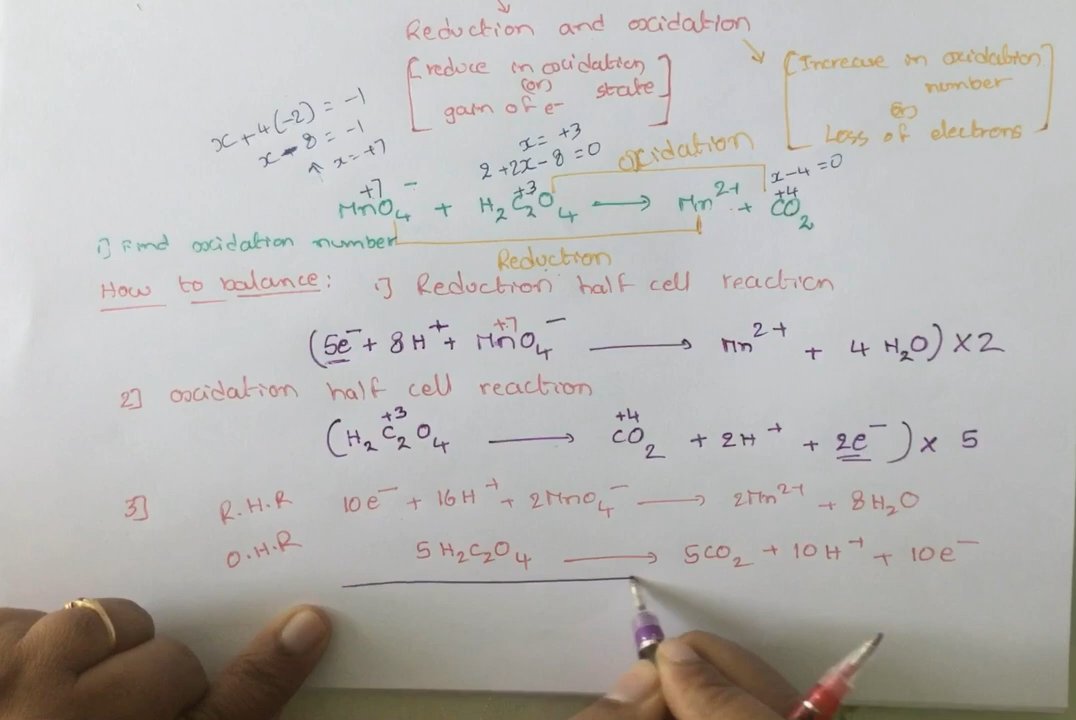 Reduction and oxidation
[reduce in oxidation
(or) state
gain of e-]
[Increase in oxidation
number
(or)
Loss of electrons]
x+4(-2) = -1
x-8 = -1
↑ x=+7
x= +3
2+2x-8=0
oxidation
x-4=0
+7 +3 +4
MnO₄⁻ + H₂C₂O₄ ⟶ Mn²⁺ + CO₂
1) Find oxidation number
Reduction
How to balance: 1) Reduction half cell reaction
+7
(5e⁻ + 8H⁺ + MnO₄⁻ ⟶ Mn²⁺ + 4H₂O) ×2
2] oxidation half cell reaction
+3 +4
(H₂C₂O₄ ⟶ CO₂ + 2H⁺ + 2e⁻) × 5
3] R.H.R 10e⁻ + 16H⁺ + 2MnO₄⁻ ⟶ 2Mn²⁺ + 8H₂O
O.H.R 5H₂C₂O₄ ⟶ 5CO₂ + 10H⁺ + 10e⁻